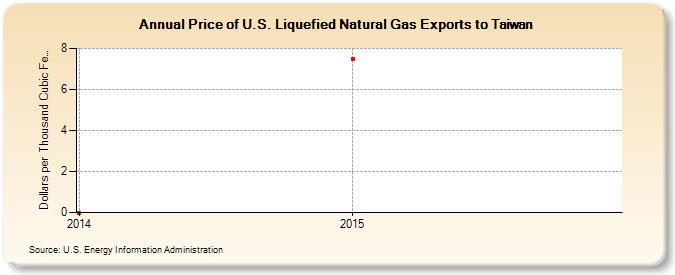 Annual Price of U.S. Liquefied Natural Gas Exports to Taiwan
Dollars per Thousand Cubic Fe...
8
6
4
2
0
2014
2015
Source: U.S. Energy Information Administration